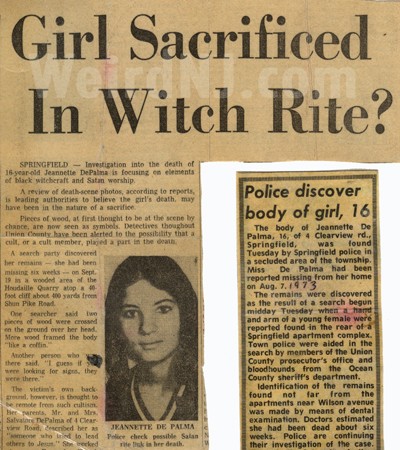 Girl Sacrificed
In Witch Rite?
WeirdNJ.com
SPRINGFIELD — Investigation into the death of
16-year-old Jeannette DePalma is focusing on elements
of black witchcraft and Satan worship.
A review of death-scene photos, according to reports,
is leading authorities to believe the girl's death, may
have been in the nature of a sacrifice.
Pieces of wood, at first thought to be at the scene by
chance, are now seen as symbols. Detectives thoughout
Union County have been alerted to the possibility that a
cult, or a cult member, played a part in the death.
A search party discovered
her remains — she had been
missing six weeks — on Sept.
19 in a wooded area of the
Houdaille Quarry atop a 40-
foot cliff about 400 yards from
Shun Pike Road.
One searcher said two
pieces of wood were crossed
on the ground over her head.
More wood framed the body
"like a coffin."
Another person who
there said: "I guess if
were looking for signs, they
were there."
The victim's own back-
ground, however, is thought to
be remote from such cultism.
Her parents, Mr. and Mrs.
Salvatore DePalma of 4 Clear-
view Road, described her as
"someone who tried to lead
others to Jesus." She worked
JEANNETTE DE PALMA
Police check possible Satan
rite link in her death.
Police discover
body of girl, 16
The body of Jeannette De
Palma, 16, of 4 Clearview rd.,
Springfield, was found
Tuesday by Springfield police in
a secluded area of the township.
Miss De Palma had been
reported missing from her home
on Aug. 7. 1973
The remains were discovered
as the result of a search begun
midday Tuesday when a hand
and arm of a young female were
reported found in the rear of a
Springfield apartment complex.
Town police were aided in the
search by members of the Union
County prosecutor's office and
bloodhounds from the Ocean
County sheriff's department.
Identification of the remains
found not far from the
apartments near Wilson avenue
was made by means of dental
examination. Doctors estimated
she had been dead about six
weeks. Police are continuing
their investigation of the case.